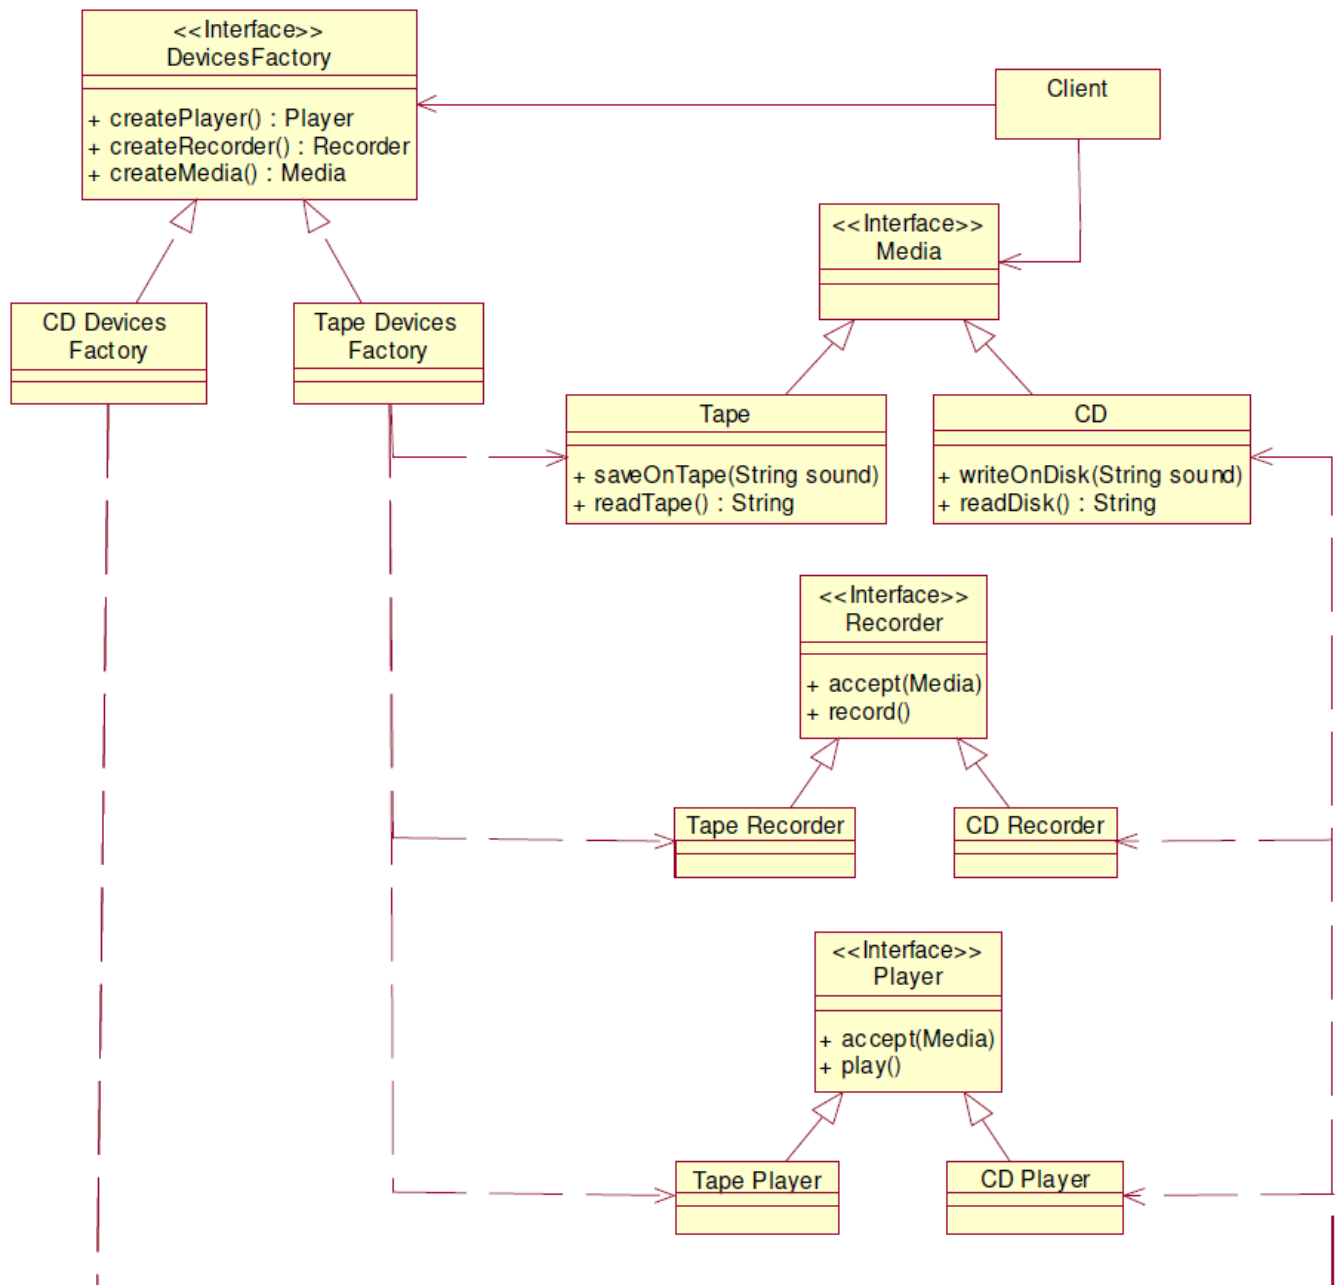 <<Interface>>
DevicesFactory
+ createPlayer() : Player
+ createRecorder() : Recorder
+ createMedia() : Media
Client
<<Interface>>
Media
CD Devices
Factory
Tape Devices
Factory
Tape
+ saveOnTape(String sound)
+ readTape() : String
CD
+ writeOnDisk(String sound)
+ readDisk() : String
<<Interface>>
Recorder
+ accept(Media)
+ record()
Tape Recorder
CD Recorder
<<Interface>>
Player
+ accept(Media)
+ play()
Tape Player
CD Player